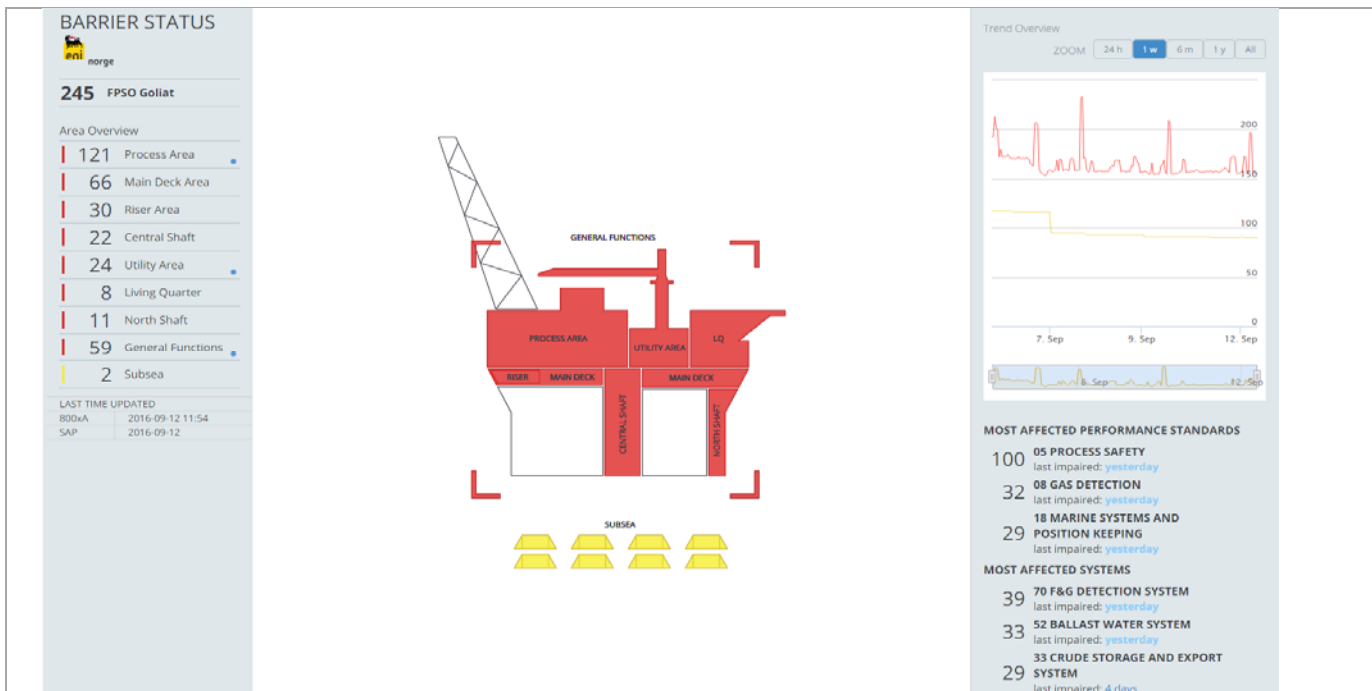 BARRIER STATUS
eni
norge
245 FPSO Goliat
Area Overview
121 Process Area
66 Main Deck Area
30 Riser Area
22 Central Shaft
24 Utility Area
8 Living Quarter
11 North Shaft
59 General Functions
2 Subsea
LAST TIME UPDATED
800xA 2016-09-12 11:54
SAP 2016-09-12
GENERAL FUNCTIONS
PROCESS AREA
UTILITY AREA
LQ
RISER
MAIN DECK
MAIN DECK
CENTRAL SHAFT
NORTH SHAFT
SUBSEA
Trend Overview
ZOOM 24 h 1 w 6 m 1 y All
200
150
100
50
0
7. Sep 9. Sep 12. Sep
8. Sep 12. Sep
MOST AFFECTED PERFORMANCE STANDARDS
100 05 PROCESS SAFETY
last impaired: yesterday
32 08 GAS DETECTION
last impaired: yesterday
18 MARINE SYSTEMS AND
29 POSITION KEEPING
last impaired: yesterday
MOST AFFECTED SYSTEMS
39 70 F&G DETECTION SYSTEM
last impaired: yesterday
33 52 BALLAST WATER SYSTEM
last impaired: yesterday
33 CRUDE STORAGE AND EXPORT
29 SYSTEM
last impaired: 4 days